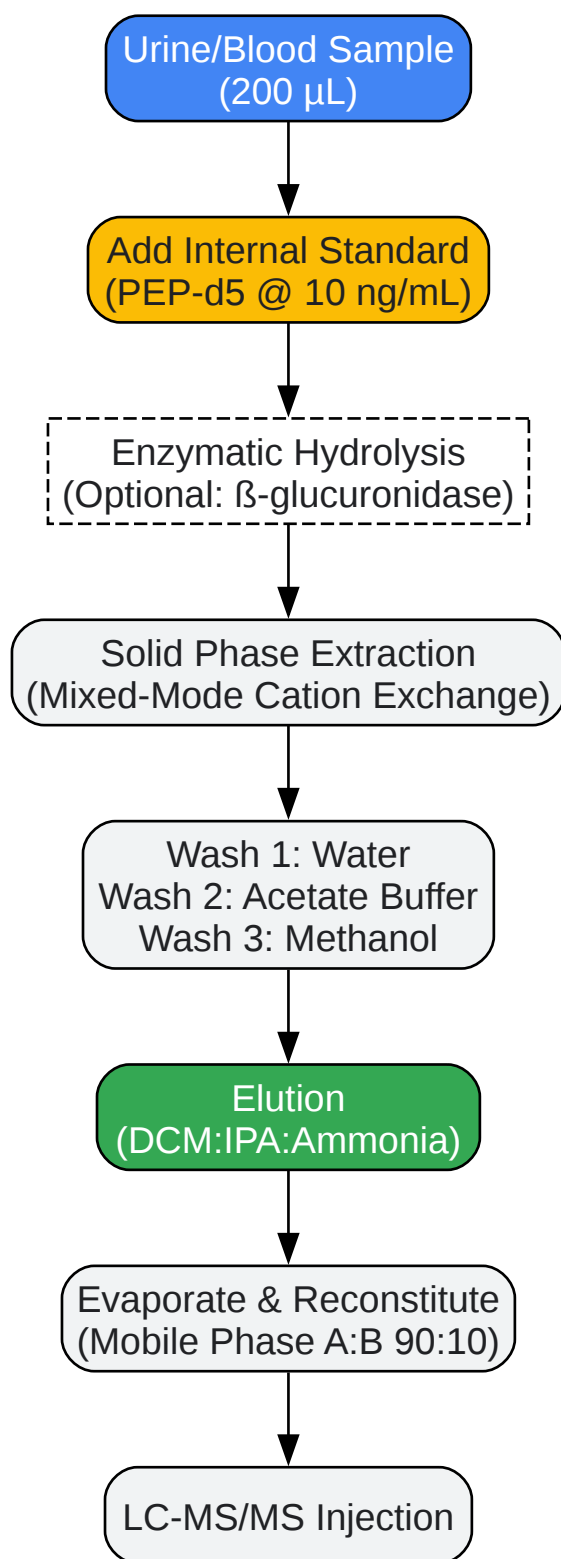 Urine/Blood Sample
(200 µL)
Add Internal Standard
(PEP-d5 @ 10 ng/mL)
Enzymatic Hydrolysis
(Optional: ß-glucuronidase)
Solid Phase Extraction
(Mixed-Mode Cation Exchange)
Wash 1: Water
Wash 2: Acetate Buffer
Wash 3: Methanol
Elution
(DCM:IPA:Ammonia)
Evaporate & Reconstitute
(Mobile Phase A:B 90:10)
LC-MS/MS Injection